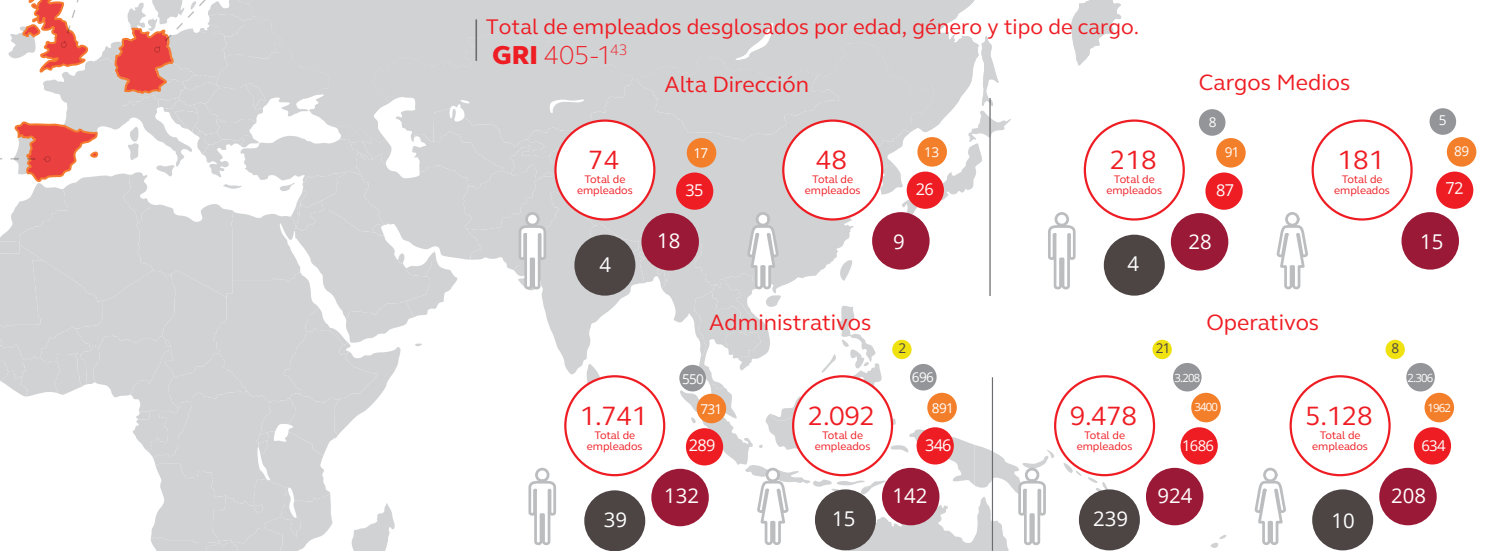 Total de empleados desglosados por edad, género y tipo de cargo.
GRI 405-1⁴³
Alta Dirección
74
Total de
empleados
17
35
18
4
48
Total de
empleados
13
26
9
Cargos Medios
218
Total de
empleados
8
91
87
28
4
181
Total de
empleados
5
89
72
15
Administrativos
1.741
Total de
empleados
550
731
289
132
39
2.092
Total de
empleados
2
696
891
346
142
15
Operativos
9.478
Total de
empleados
21
3.208
3400
1686
924
239
5.128
Total de
empleados
8
2.306
1962
634
208
10